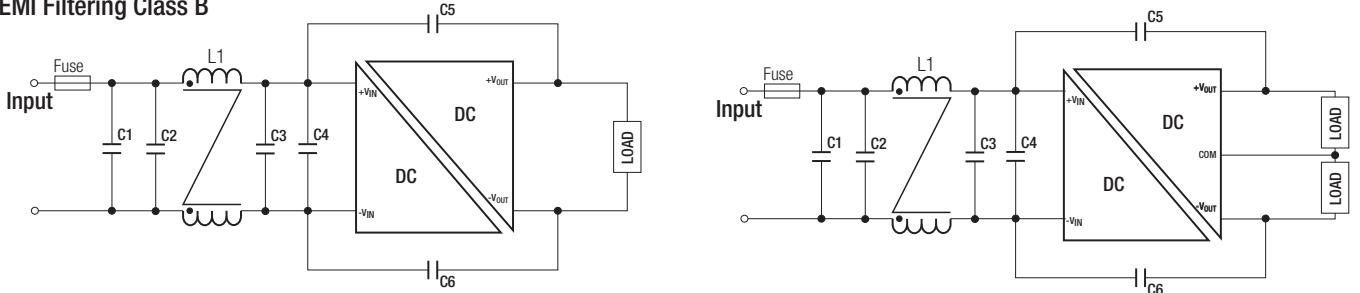 EMI Filtering Class B
C5
L1
Fuse
Input
+VIN
+VOUT
DC
C1
C2
C3
C4
LOAD
DC
-VOUT
-VIN
C6
C5
L1
Fuse
Input
+VIN
+VOUT
DC
LOAD
C1
C2
C3
C4
COM
DC
LOAD
-VOUT
-VIN
C6